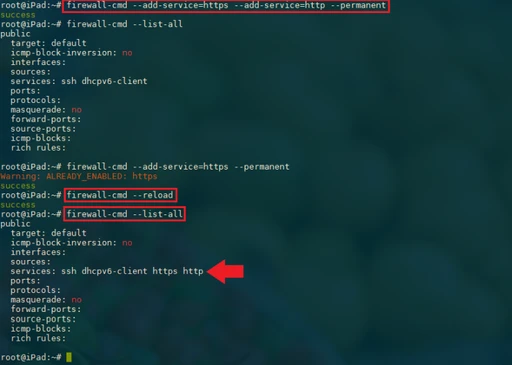 root@iPad:~# firewall-cmd --add-service=https --add-service=http --permanent
success
root@iPad:~# firewall-cmd --list-all
public
target: default
icmp-block-inversion: no
interfaces:
sources:
services: ssh dhcpv6-client
ports:
protocols:
masquerade: no
forward-ports:
source-ports:
icmp-blocks:
rich rules:
root@iPad:~# firewall-cmd --add-service=https --permanent
Warning: ALREADY_ENABLED: https
success
root@iPad:~# firewall-cmd --reload
success
root@iPad:~# firewall-cmd --list-all
public
target: default
icmp-block-inversion: no
interfaces:
sources:
services: ssh dhcpv6-client https http
ports:
protocols:
masquerade: no
forward-ports:
source-ports:
icmp-blocks:
rich rules:
root@iPad:~#